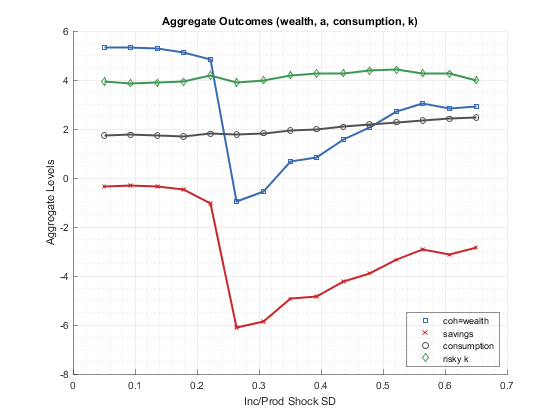 Aggregate Outcomes (wealth, a, consumption, k)
6
4
2
0
-2
-4
-6
-8
Aggregate Levels
coh=wealth
savings
consumption
risky k
0 0.1 0.2 0.3 0.4 0.5 0.6 0.7
Inc/Prod Shock SD